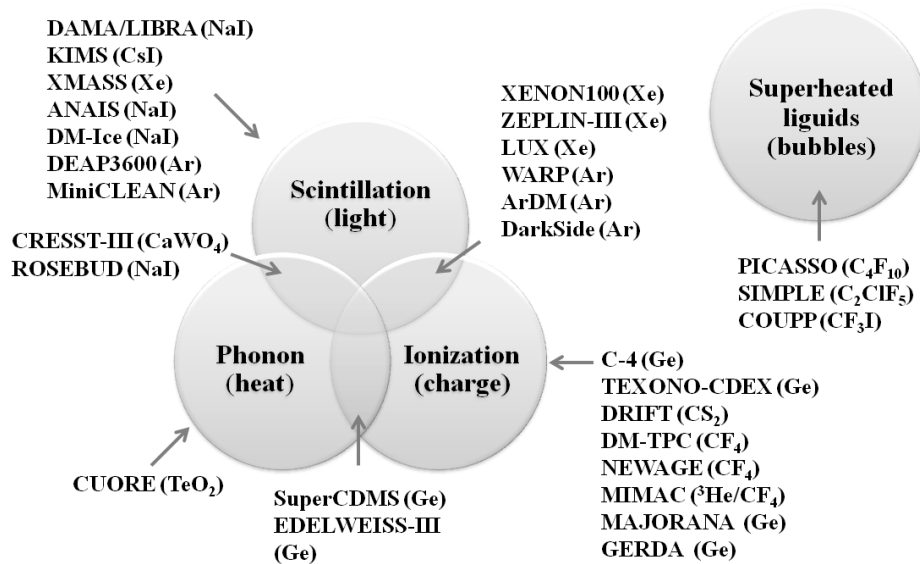 DAMA/LIBRA (NaI)
KIMS (CsI)
XMASS (Xe)
ANAIS (NaI)
DM-Ice (NaI)
DEAP3600 (Ar)
MiniCLEAN (Ar)
Scintillation
(light)
XENON100 (Xe)
ZEPLIN-III (Xe)
LUX (Xe)
WARP (Ar)
ArDM (Ar)
DarkSide (Ar)
Superheated
liguids
(bubbles)
CRESST-III (CaWO₄)
ROSEBUD (NaI)
PICASSO (C₄F₁₀)
SIMPLE (C₂ClF₅)
COUPP (CF₃I)
Phonon
(heat)
Ionization
(charge)
C-4 (Ge)
TEXONO-CDEX (Ge)
DRIFT (CS₂)
DM-TPC (CF₄)
NEWAGE (CF₄)
MIMAC (³He/CF₄)
MAJORANA (Ge)
GERDA (Ge)
CUORE (TeO₂)
SuperCDMS (Ge)
EDELWEISS-III
(Ge)